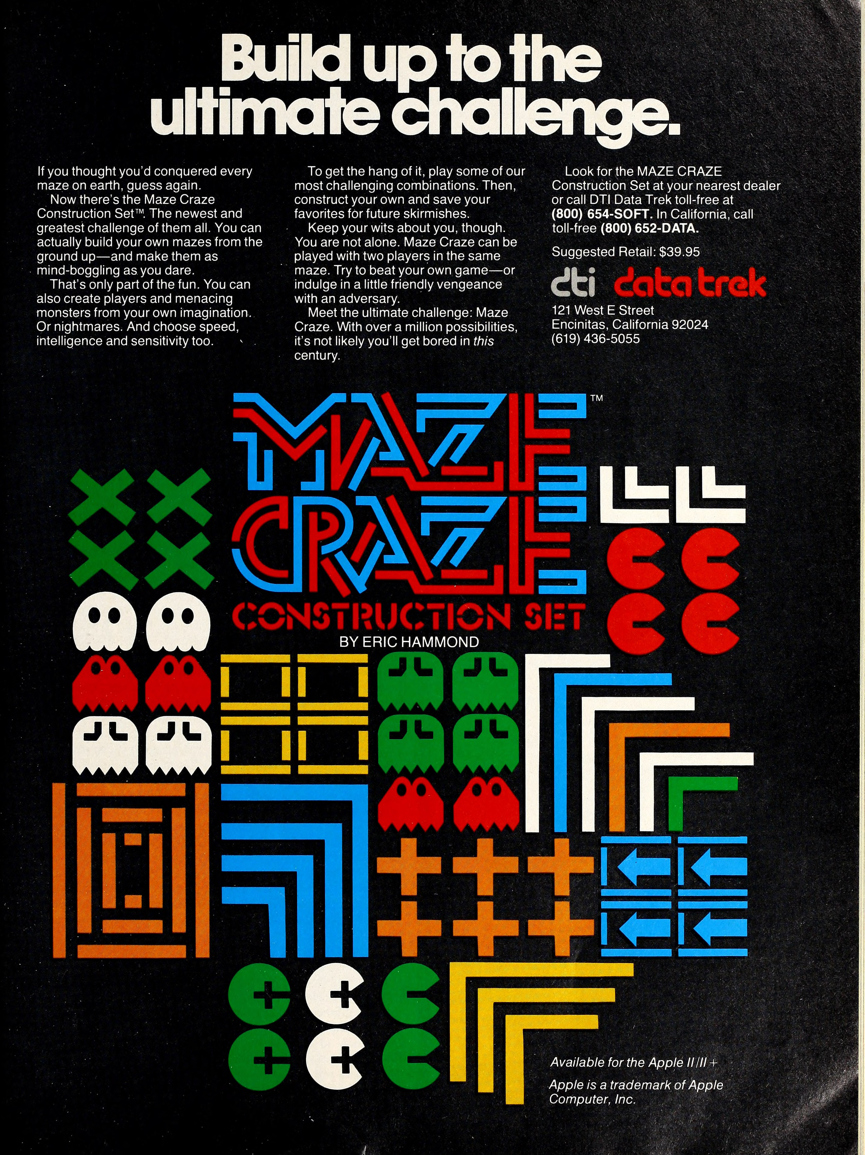 Build up to the
ultimate challenge.
If you thought you'd conquered every
maze on earth, guess again.
Now there's the Maze Craze
Construction Set™. The newest and
greatest challenge of them all. You can
actually build your own mazes from the
ground up—and make them as
mind-boggling as you dare.
That's only part of the fun. You can
also create players and menacing
monsters from your own imagination.
Or nightmares. And choose speed,
intelligence and sensitivity too.
To get the hang of it, play some of our
most challenging combinations. Then,
construct your own and save your
favorites for future skirmishes.
Keep your wits about you, though.
You are not alone. Maze Craze can be
played with two players in the same
maze. Try to beat your own game—or
indulge in a little friendly vengeance
with an adversary.
Meet the ultimate challenge: Maze
Craze. With over a million possibilities,
it's not likely you'll get bored in this
century.
Look for the MAZE CRAZE
Construction Set at your nearest dealer
or call DTI Data Trek toll-free at
(800) 654-SOFT. In California, call
toll-free (800) 652-DATA.
Suggested Retail: $39.95
dti data trek
121 West E Street
Encinitas, California 92024
(619) 436-5055
MAZE™
CRAZE
CONSTRUCTION SET
BY ERIC HAMMOND
Available for the Apple II/II+
Apple is a trademark of Apple
Computer, Inc.